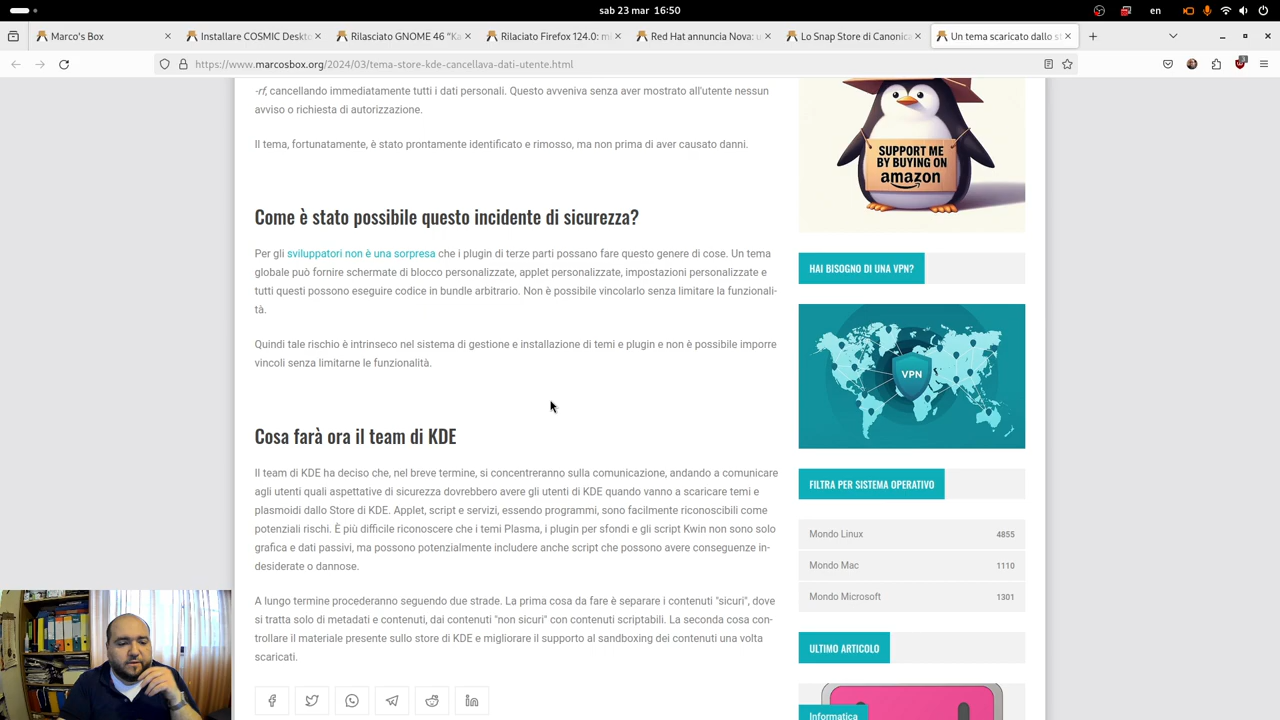 sab 23 mar 16:50
en
Marco's Box
Installare COSMIC Deskto
Rilasciato GNOME 46 “Ka
Rilaciato Firefox 124.0: mi
Red Hat annuncia Nova: u
Lo Snap Store di Canonica
Un tema scaricato dallo st
https://www.marcosbox.org/2024/03/tema-store-kde-cancellava-dati-utente.html
-rf, cancellando immediatamente tutti i dati personali. Questo avveniva senza aver mostrato all'utente nessun
avviso o richiesta di autorizzazione.
Il tema, fortunatamente, è stato prontamente identificato e rimosso, ma non prima di aver causato danni.
Come è stato possibile questo incidente di sicurezza?
Per gli sviluppatori non è una sorpresa che i plugin di terze parti possano fare questo genere di cose. Un tema
globale può fornire schermate di blocco personalizzate, applet personalizzate, impostazioni personalizzate e
tutti questi possono eseguire codice in bundle arbitrario. Non è possibile vincolarlo senza limitare la funzionali-
tà.
Quindi tale rischio è intrinseco nel sistema di gestione e installazione di temi e plugin e non è possibile imporre
vincoli senza limitarne le funzionalità.
Cosa farà ora il team di KDE
Il team di KDE ha deciso che, nel breve termine, si concentreranno sulla comunicazione, andando a comunicare
agli utenti quali aspettative di sicurezza dovrebbero avere gli utenti di KDE quando vanno a scaricare temi e
plasmoidi dallo Store di KDE. Applet, script e servizi, essendo programmi, sono facilmente riconoscibili come
potenziali rischi. È più difficile riconoscere che i temi Plasma, i plugin per sfondi e gli script Kwin non sono solo
grafica e dati passivi, ma possono potenzialmente includere anche script che possono avere conseguenze in-
desiderate o dannose.
A lungo termine procederanno seguendo due strade. La prima cosa da fare è separare i contenuti "sicuri", dove
si tratta solo di metadati e contenuti, dai contenuti "non sicuri" con contenuti scriptabili. La seconda cosa con-
trollare il materiale presente sullo store di KDE e migliorare il supporto al sandboxing dei contenuti una volta
scaricati.
SUPPORT ME
BY BUYING ON
amazon
HAI BISOGNO DI UNA VPN?
VPN
FILTRA PER SISTEMA OPERATIVO
Mondo Linux 4855
Mondo Mac 1110
Mondo Microsoft 1301
ULTIMO ARTICOLO
Informatica